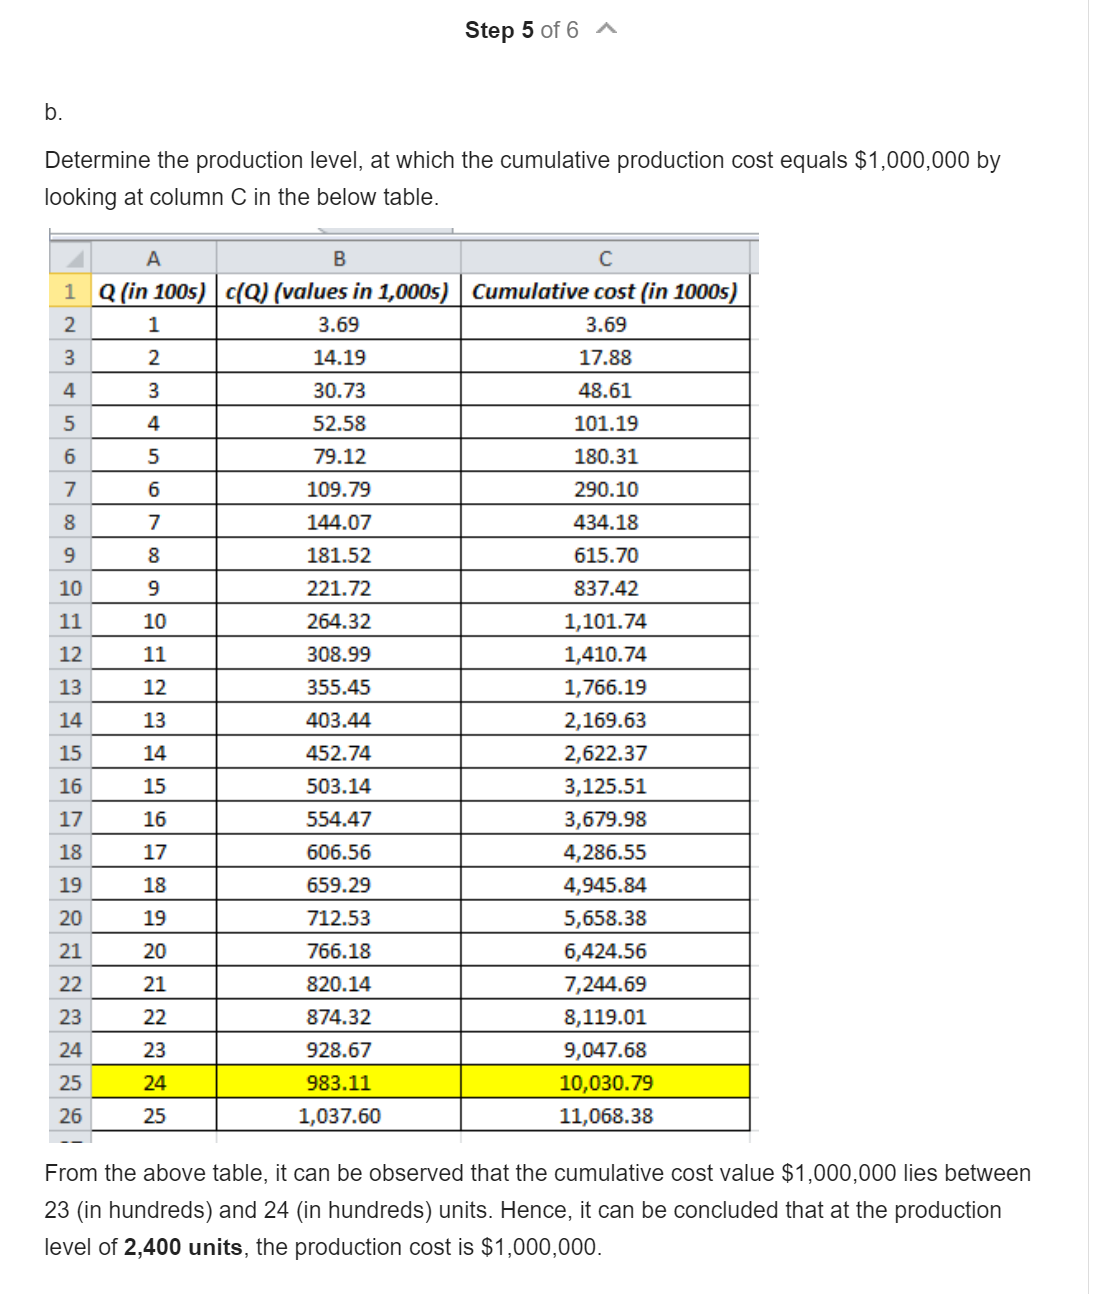 Step 5 of 6
b.
Determine the production level, at which the cumulative production cost equals $1,000,000 by
looking at column C in the below table.
A B C
1 Q (in 100s) c(Q) (values in 1,000s) Cumulative cost (in 1000s)
2 1 3.69 3.69
3 2 14.19 17.88
4 3 30.73 48.61
5 4 52.58 101.19
6 5 79.12 180.31
7 6 109.79 290.10
8 7 144.07 434.18
9 8 181.52 615.70
10 9 221.72 837.42
11 10 264.32 1,101.74
12 11 308.99 1,410.74
13 12 355.45 1,766.19
14 13 403.44 2,169.63
15 14 452.74 2,622.37
16 15 503.14 3,125.51
17 16 554.47 3,679.98
18 17 606.56 4,286.55
19 18 659.29 4,945.84
20 19 712.53 5,658.38
21 20 766.18 6,424.56
22 21 820.14 7,244.69
23 22 874.32 8,119.01
24 23 928.67 9,047.68
25 24 983.11 10,030.79
26 25 1,037.60 11,068.38
From the above table, it can be observed that the cumulative cost value $1,000,000 lies between
23 (in hundreds) and 24 (in hundreds) units. Hence, it can be concluded that at the production
level of 2,400 units, the production cost is $1,000,000.